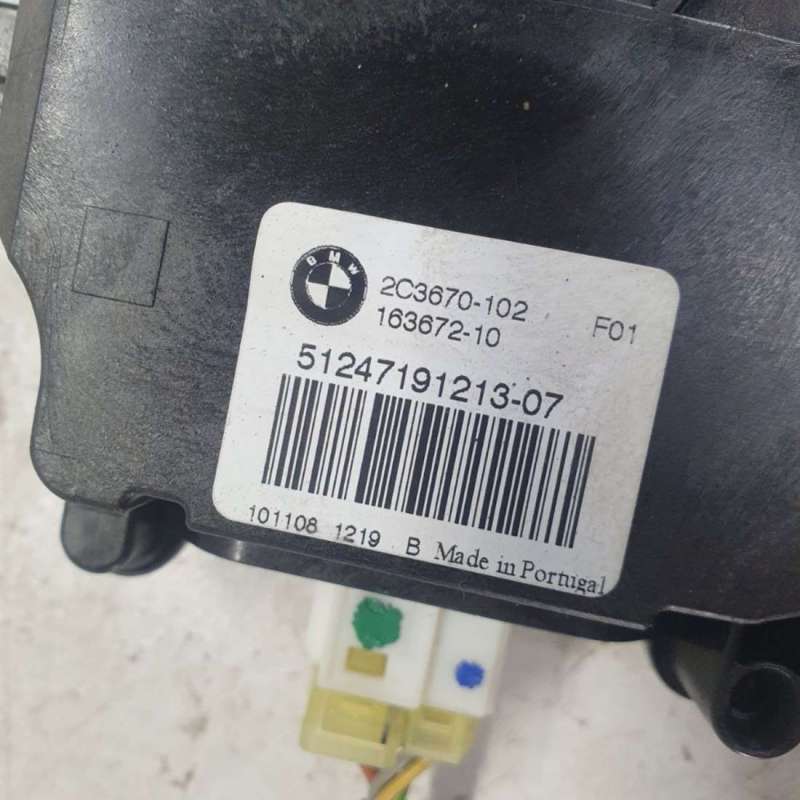 BMW
2C3670-102
163672-10 F01
51247191213-07
101108 1219 B Made in Portugal